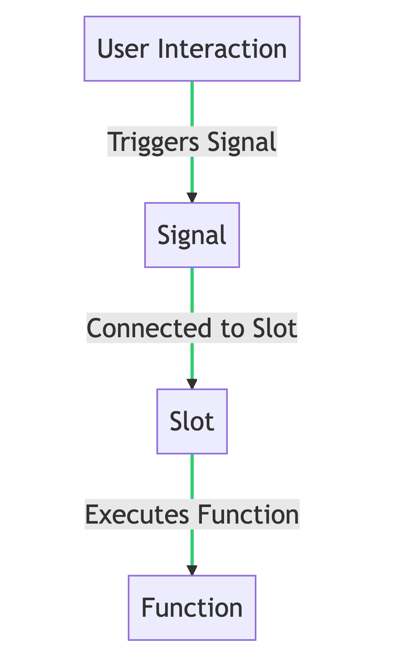 User Interaction
Triggers Signal
Signal
Connected to Slot
Slot
Executes Function
Function